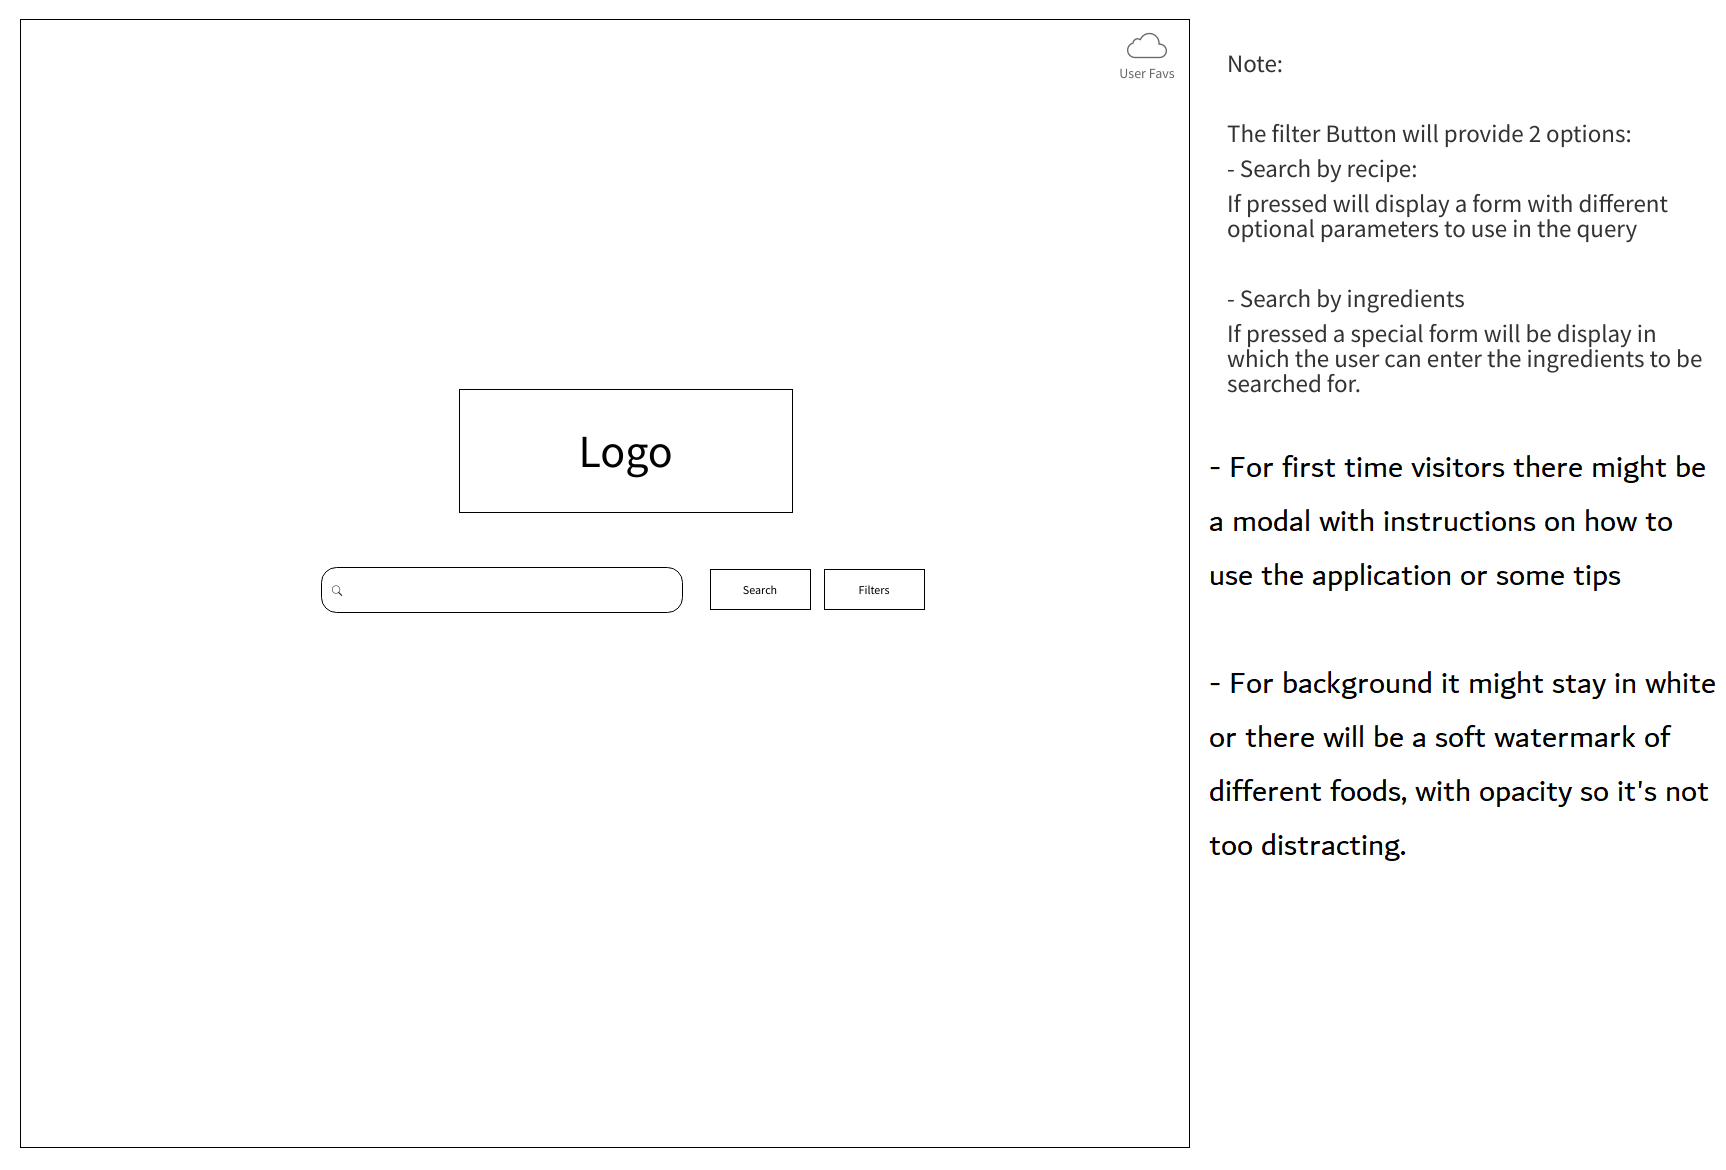 User Favs
Logo
Search
Filters
Note:
The filter Button will provide 2 options:
- Search by recipe:
If pressed will display a form with different
optional parameters to use in the query
- Search by ingredients
If pressed a special form will be display in
which the user can enter the ingredients to be
searched for.
- For first time visitors there might be
a modal with instructions on how to
use the application or some tips
- For background it might stay in white
or there will be a soft watermark of
different foods, with opacity so it's not
too distracting.